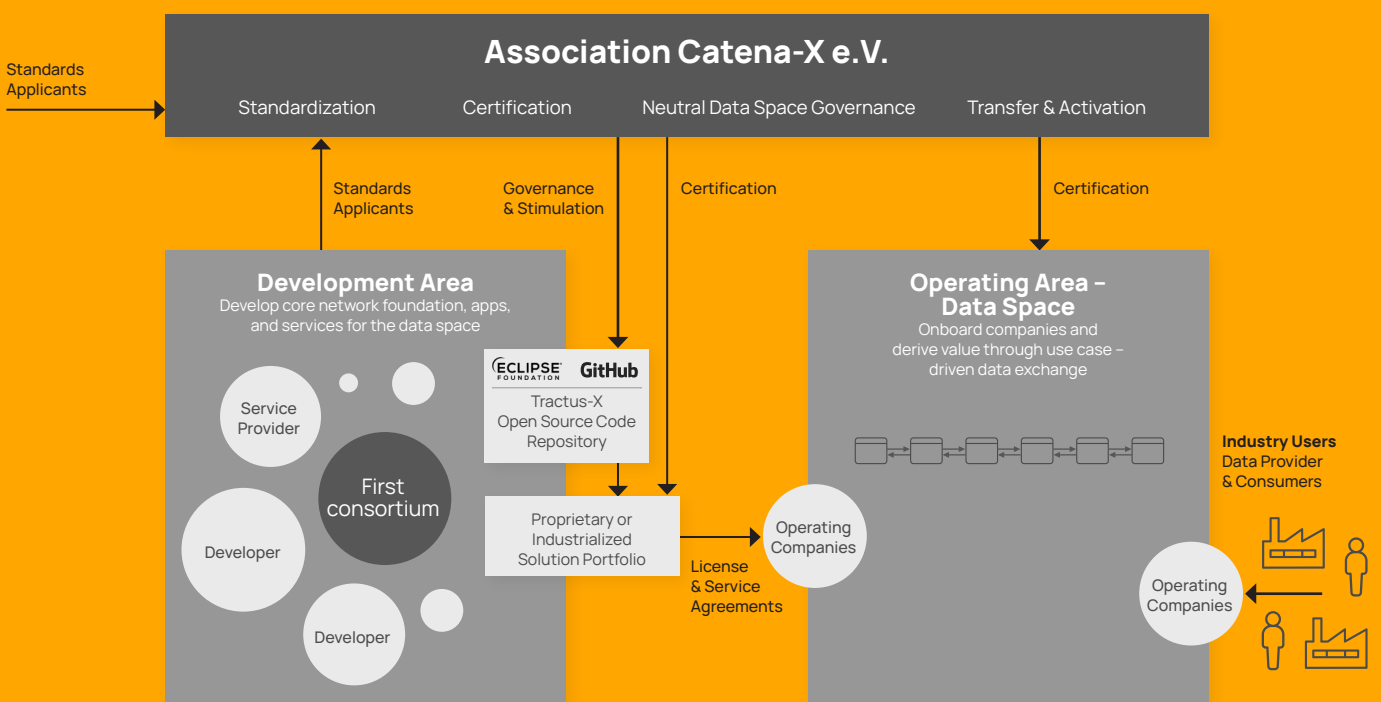 Association Catena-X e.V.
Standards
Applicants
Standardization
Certification
Neutral Data Space Governance
Transfer & Activation
Standards
Applicants
Governance
& Stimulation
Certification
Certification
Development Area
Develop core network foundation, apps,
and services for the data space
Service
Provider
First
consortium
Developer
Developer
ECLIPSE
FOUNDATION
GitHub
Tractus-X
Open Source Code
Repository
Proprietary or
Industrialized
Solution Portfolio
License
& Service
Agreements
Operating
Companies
Operating Area –
Data Space
Onboard companies and
derive value through use case –
driven data exchange
Industry Users
Data Provider
& Consumers
Operating
Companies